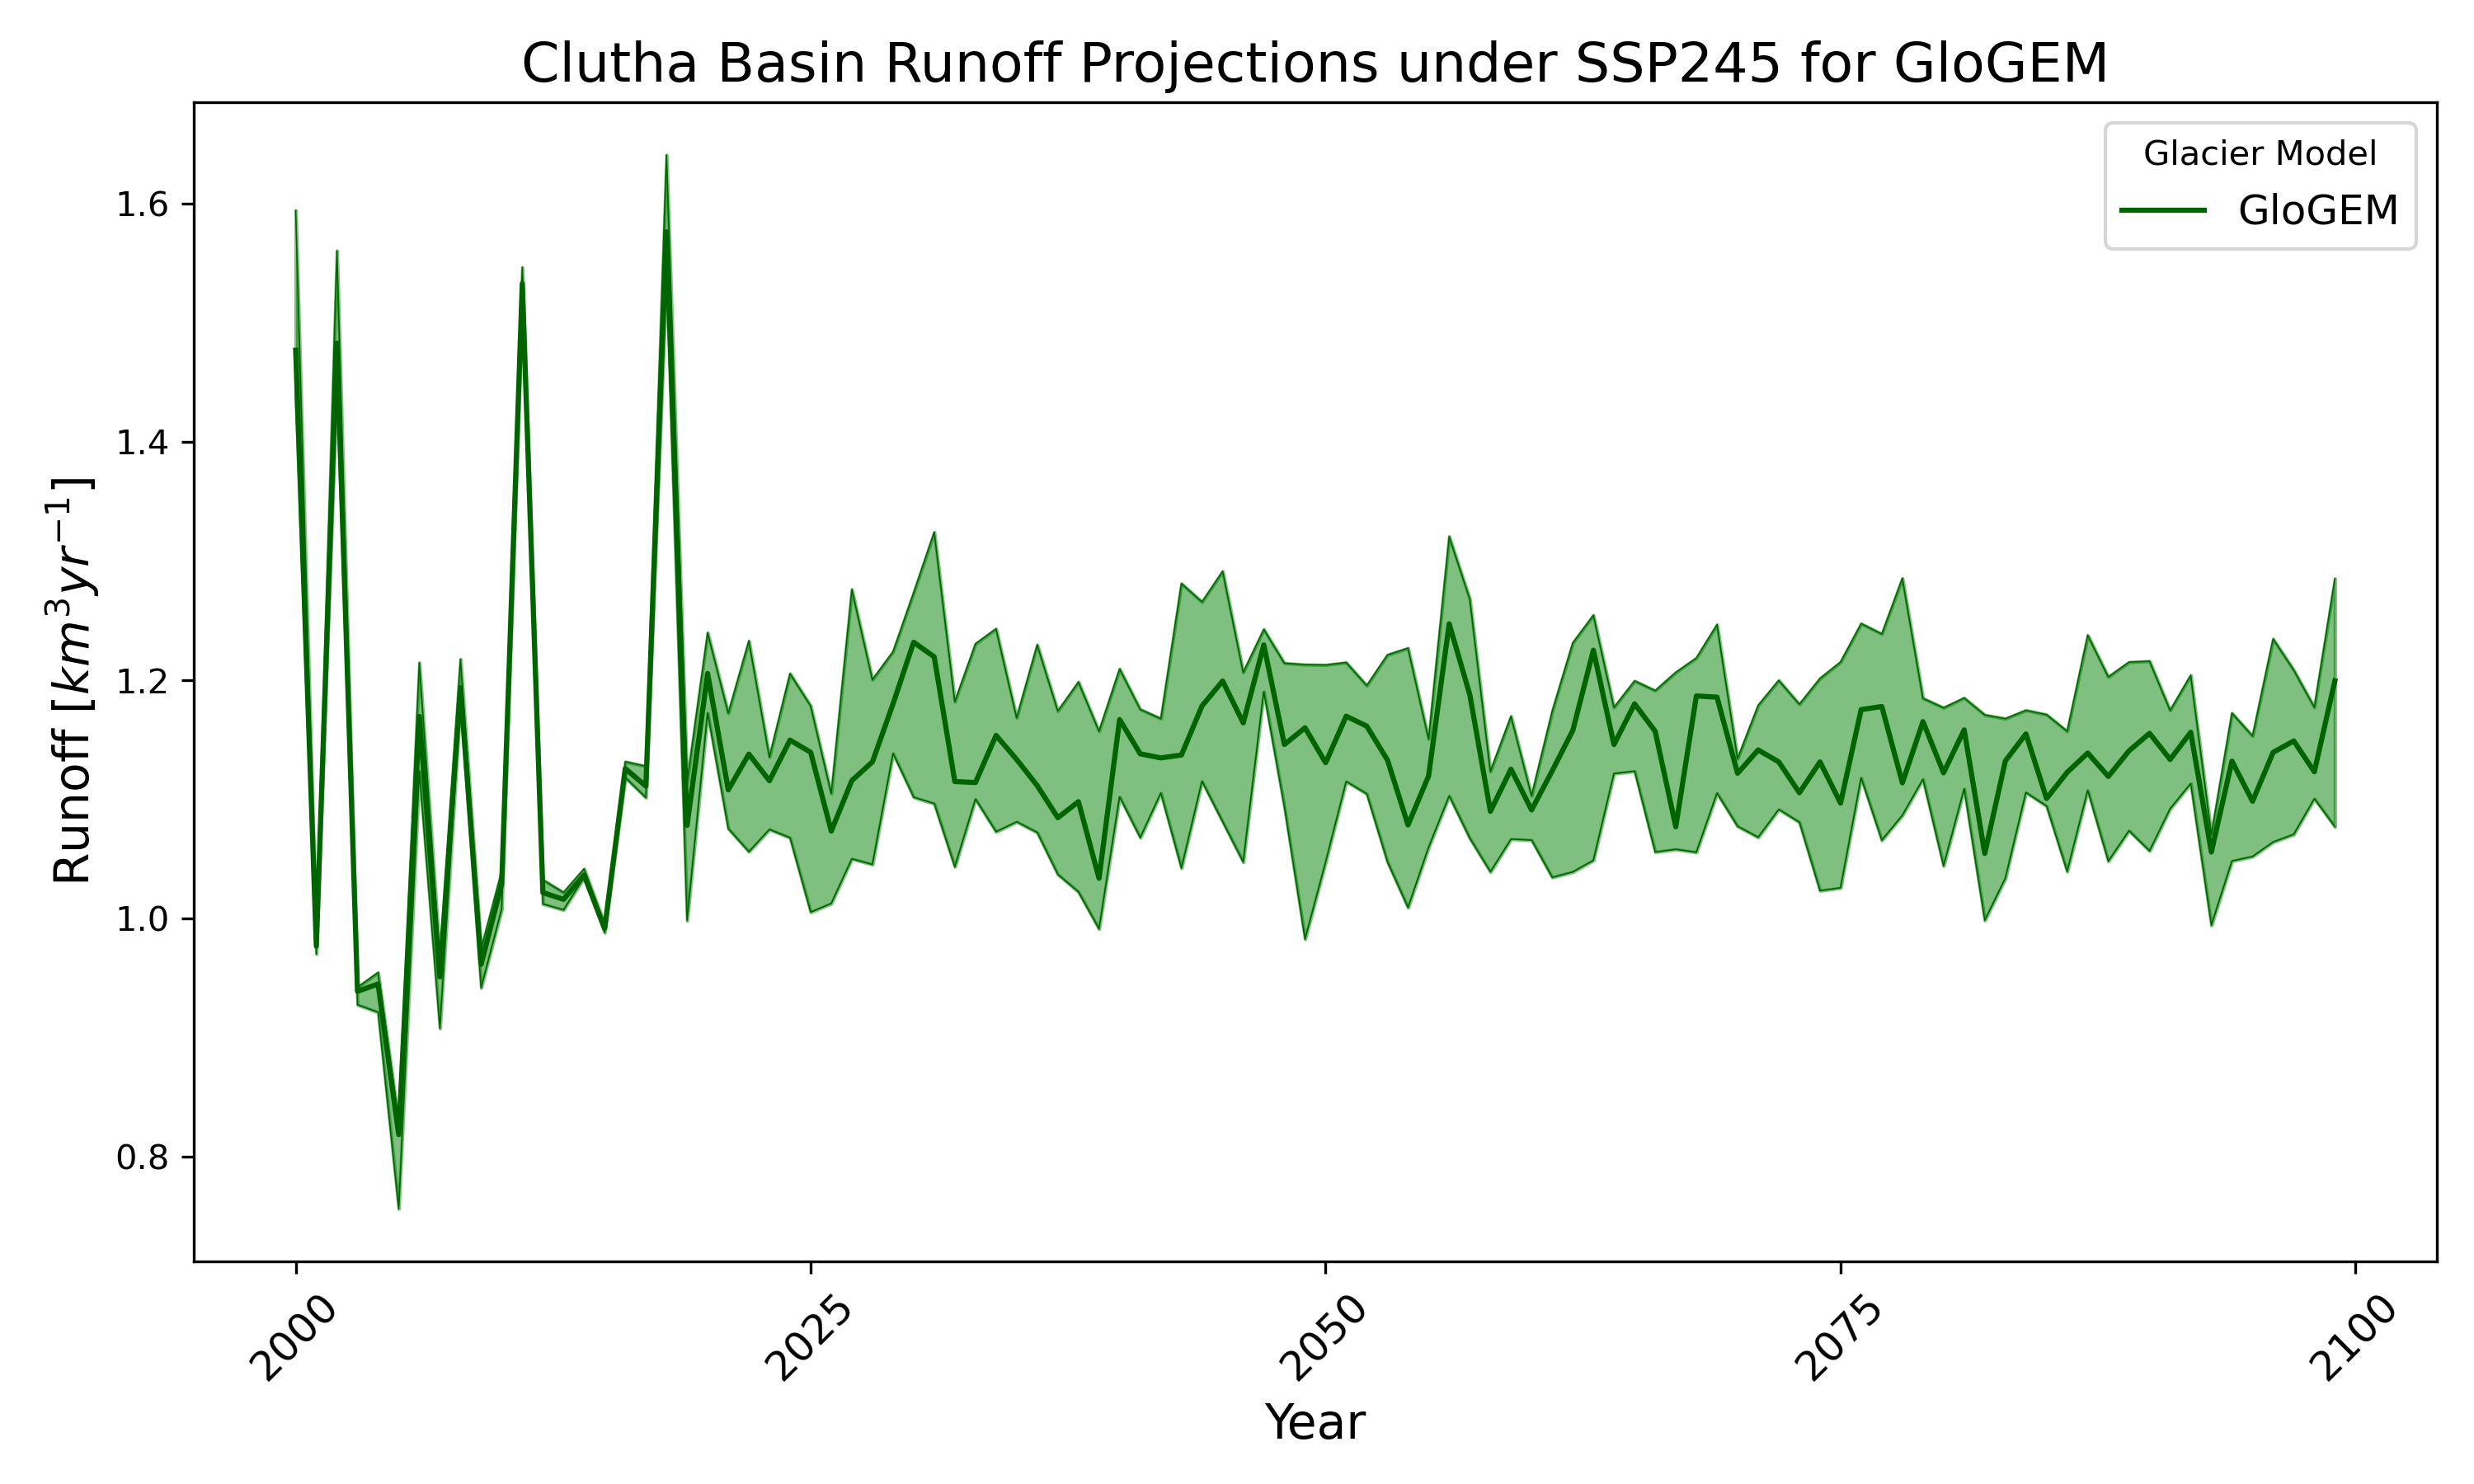 Clutha Basin Runoff Projections under SSP245 for GloGEM
Glacier Model
GloGEM
Runoff [km³yr⁻¹]
1.6
1.4
1.2
1.0
0.8
2000
2025
2050
2075
2100
Year